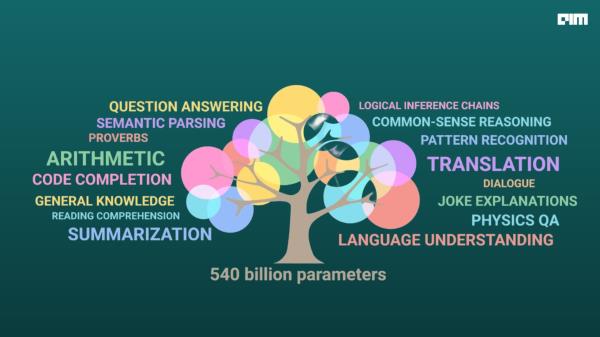 AIM
QUESTION ANSWERING
SEMANTIC PARSING
PROVERBS
ARITHMETIC
CODE COMPLETION
GENERAL KNOWLEDGE
READING COMPREHENSION
SUMMARIZATION
LOGICAL INFERENCE CHAINS
COMMON-SENSE REASONING
PATTERN RECOGNITION
TRANSLATION
DIALOGUE
JOKE EXPLANATIONS
PHYSICS QA
LANGUAGE UNDERSTANDING
540 billion parameters